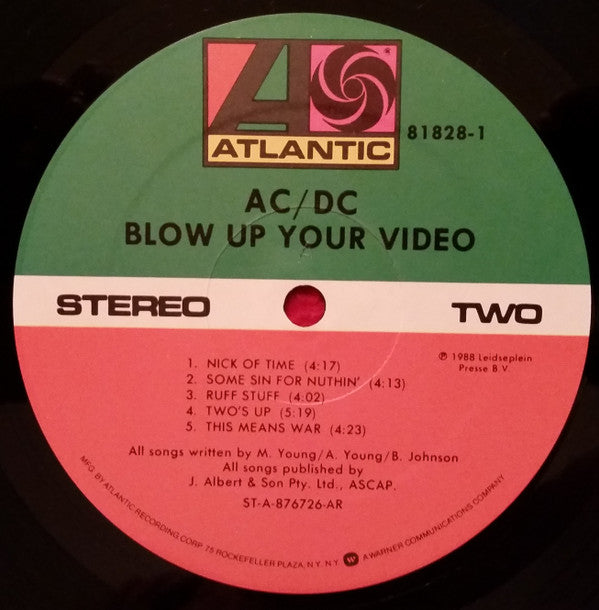 ATLANTIC
®
81828-1
AC/DC
BLOW UP YOUR VIDEO
STEREO
TWO
1. NICK OF TIME (4:17)
2. SOME SIN FOR NUTHIN' (4:13)
3. RUFF STUFF (4:02)
4. TWO'S UP (5:19)
5. THIS MEANS WAR (4:23)
℗ 1988 Leidseplein
Presse B.V.
All songs written by M. Young/A. Young/B. Johnson
All songs published by
J. Albert & Son Pty. Ltd., ASCAP.
ST-A-876726-AR
MFG. BY ATLANTIC RECORDING CORP. 75 ROCKEFELLER PLAZA, N.Y. N.Y. W A WARNER COMMUNICATIONS COMPANY